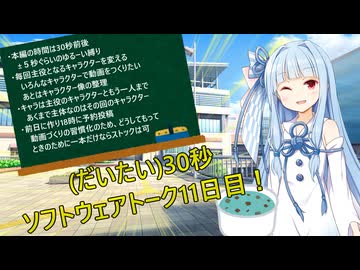 ・本編の時間は30秒前後
±５秒ぐらいのゆるーい縛り
・毎回主役となるキャラクターを変える
いろんなキャラクターで動画をつくりたい
あとはキャラクター像の整理
・キャラは主役のキャラクターともう一人まで
あくまで主体なのはその回のキャラクター
・前日に作り18時に予約投稿
動画づくりの習慣化のため、どうしてもって
ときのために一本だけならストックは可
(だいたい)30秒
ソフトウェアトーク11日目！